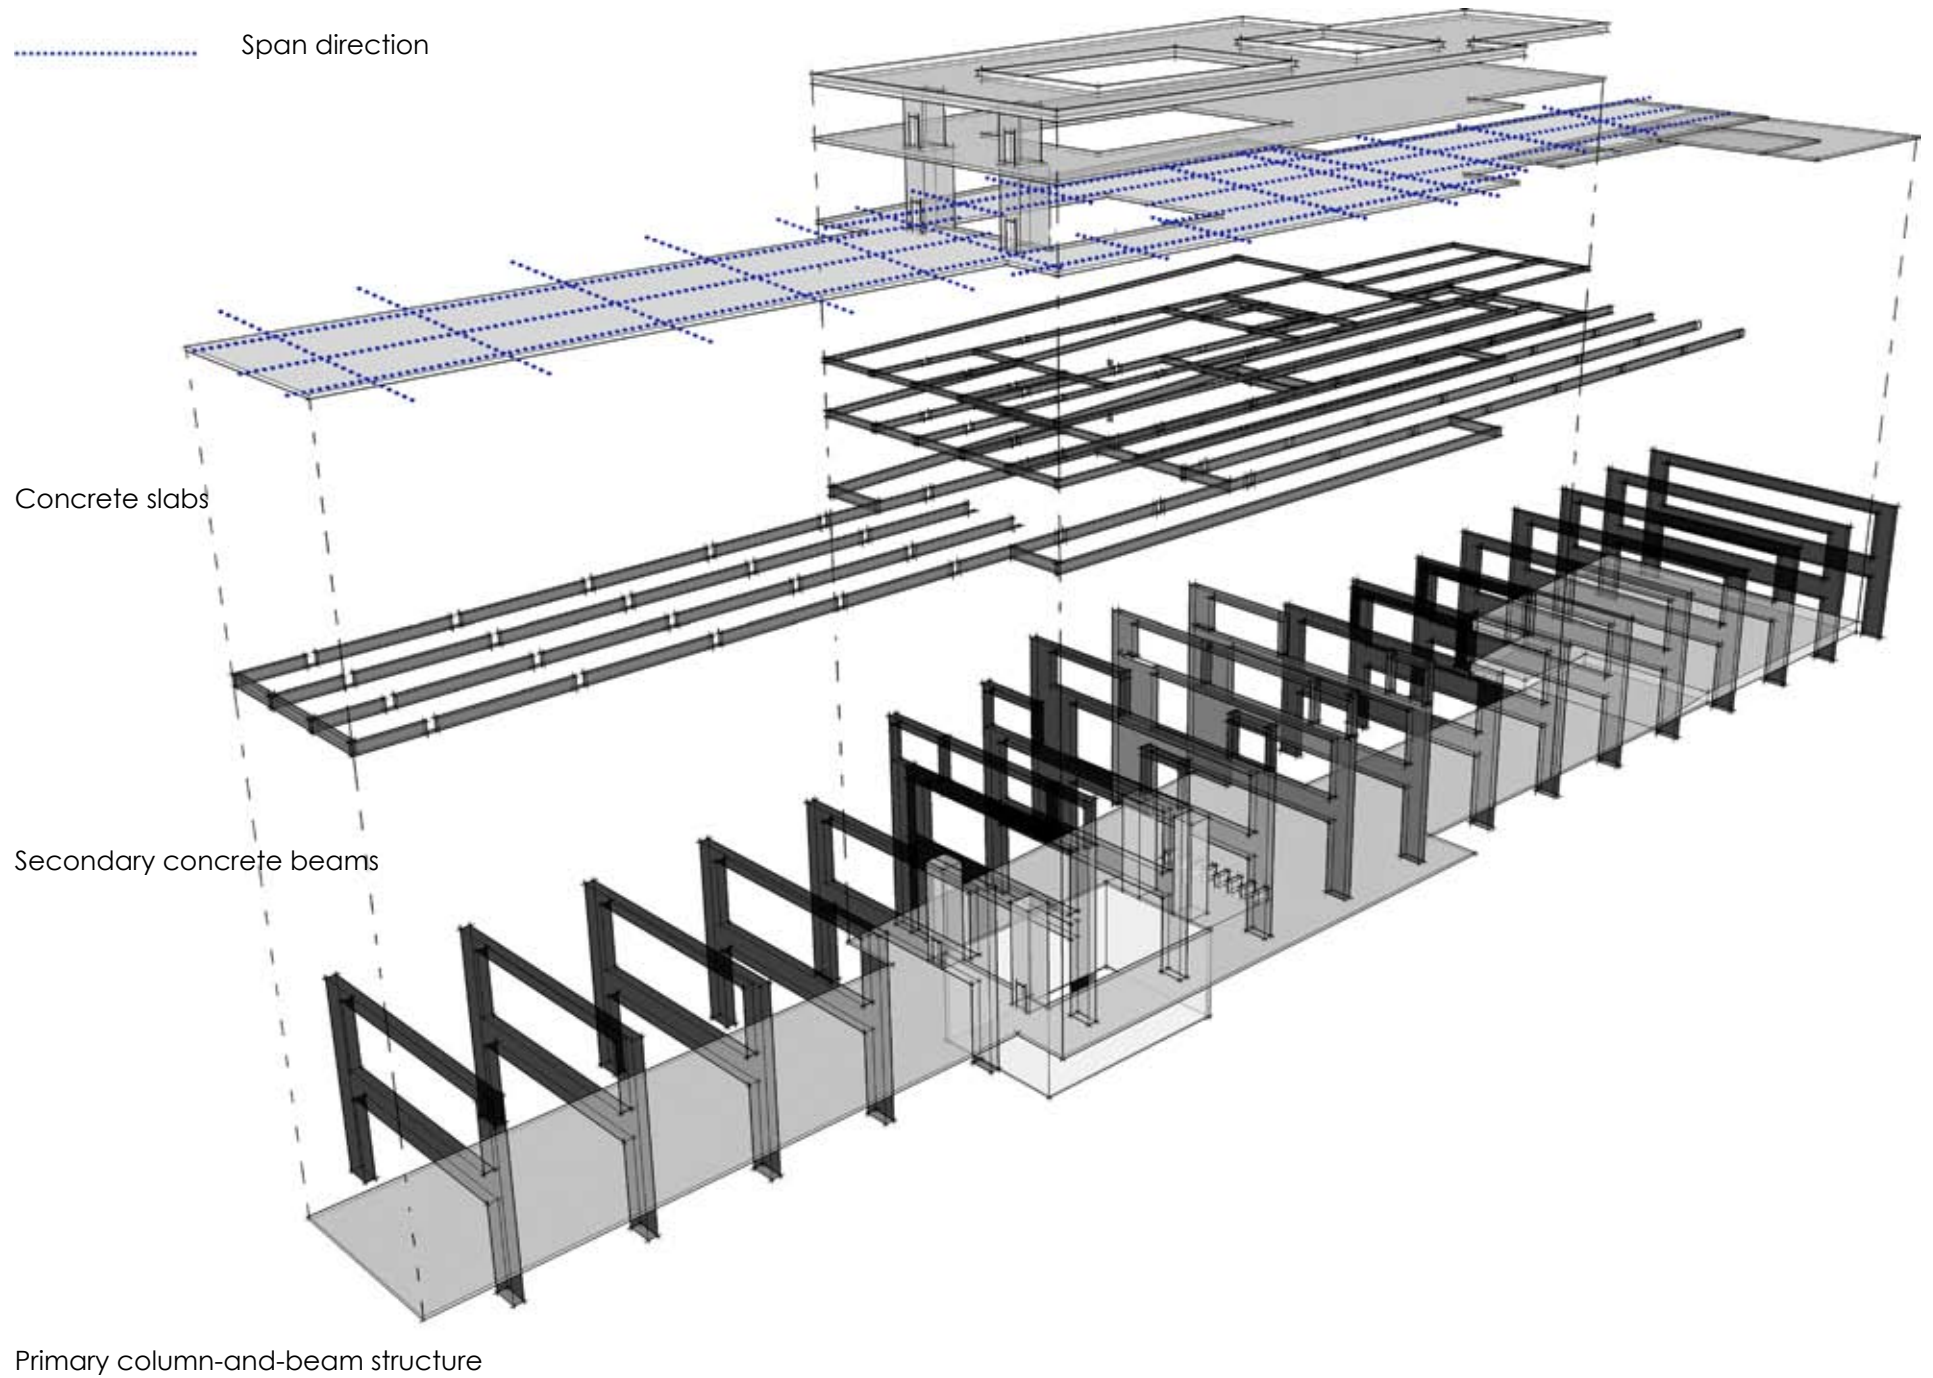 Span direction
Concrete slabs
Secondary concrete beams
Primary column-and-beam structure